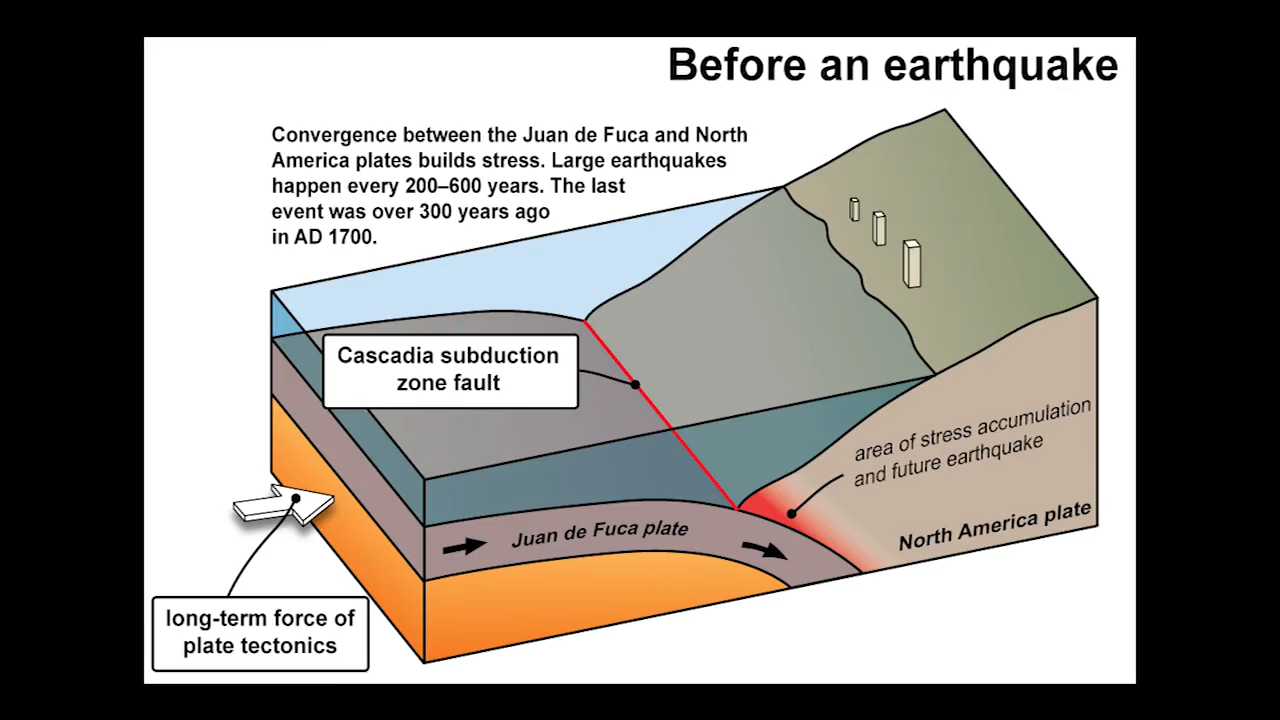 Before an earthquake
Convergence between the Juan de Fuca and North
America plates builds stress. Large earthquakes
happen every 200–600 years. The last
event was over 300 years ago
in AD 1700.
Cascadia subduction
zone fault
area of stress accumulation
and future earthquake
North America plate
Juan de Fuca plate
long-term force of
plate tectonics